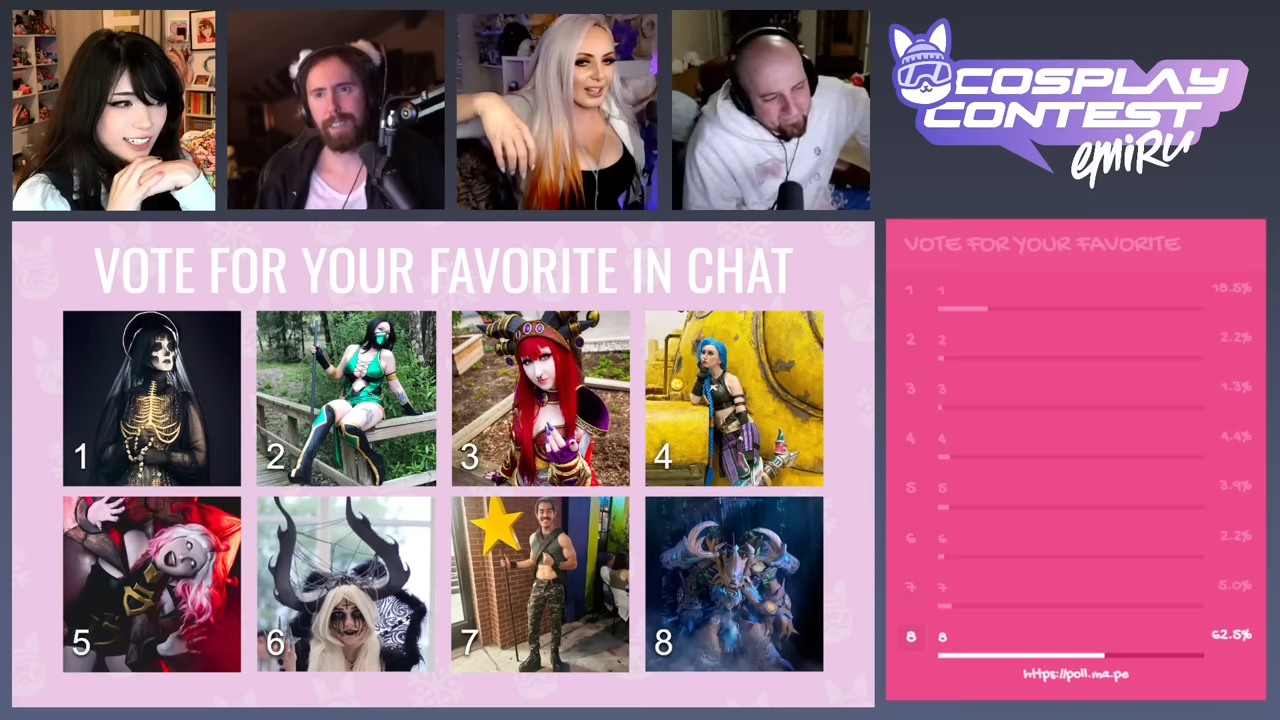 COSPLAY
CONTEST
emiru
VOTE FOR YOUR FAVORITE IN CHAT
1
2
3
4
5
6
7
8
VOTE FOR YOUR FAVORITE
1 1 18.5%
2 2 2.2%
3 3 1.3%
4 4 4.4%
5 5 3.9%
6 6 2.2%
7 7 5.0%
8 8 62.5%
https://poll.ma.pe